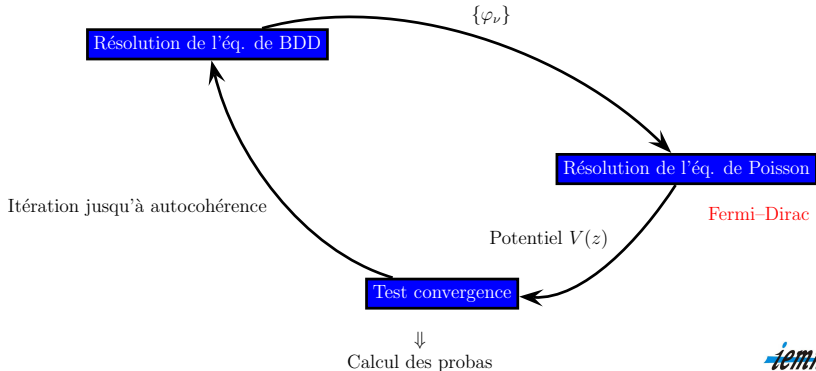 {φ_ν}
Résolution de l'éq. de BDD
Résolution de l'éq. de Poisson
Itération jusqu'à autocohérence
Fermi–Dirac
Potentiel V(z)
Test convergence
⇓
Calcul des probas